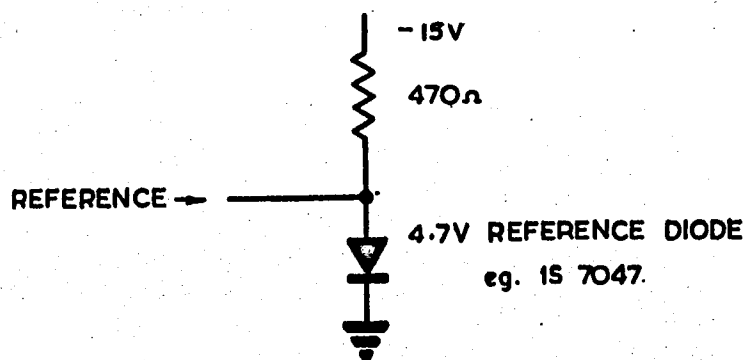 -15V
470Ω
REFERENCE →
4.7V REFERENCE DIODE
eg. 1S 7047.